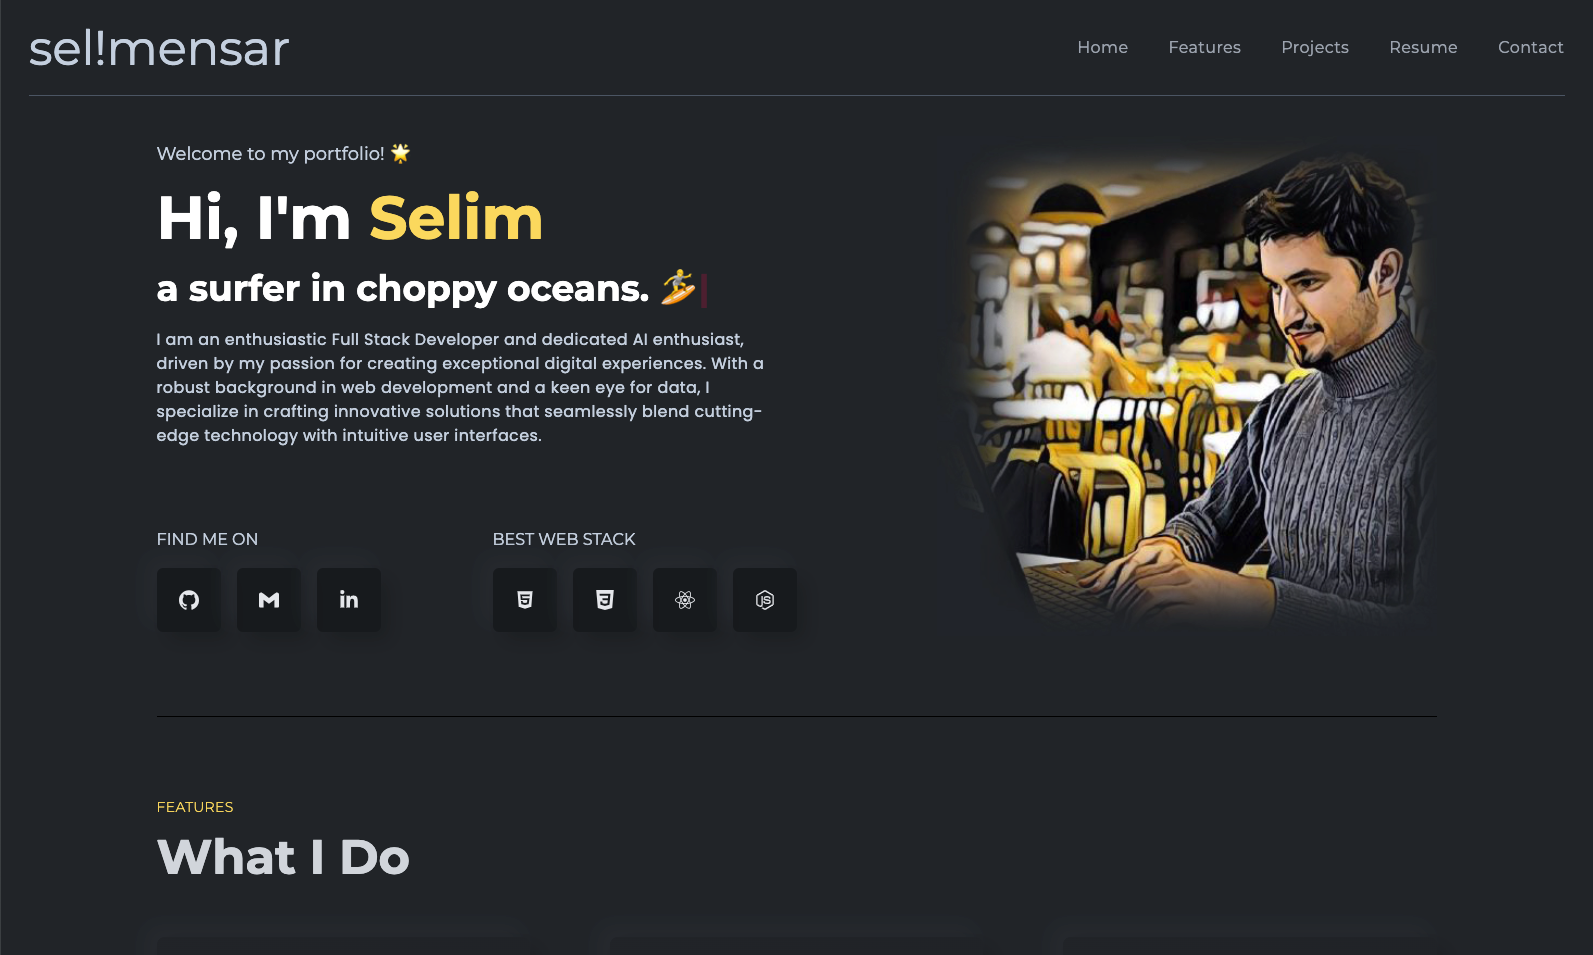 sel!mensar
Home Features Projects Resume Contact
Welcome to my portfolio! 🌟
Hi, I'm Selim
a surfer in choppy oceans. 🏄
I am an enthusiastic Full Stack Developer and dedicated AI enthusiast,
driven by my passion for creating exceptional digital experiences. With a
robust background in web development and a keen eye for data, I
specialize in crafting innovative solutions that seamlessly blend cutting-
edge technology with intuitive user interfaces.
FIND ME ON
BEST WEB STACK
in
5
3
JS
FEATURES
What I Do